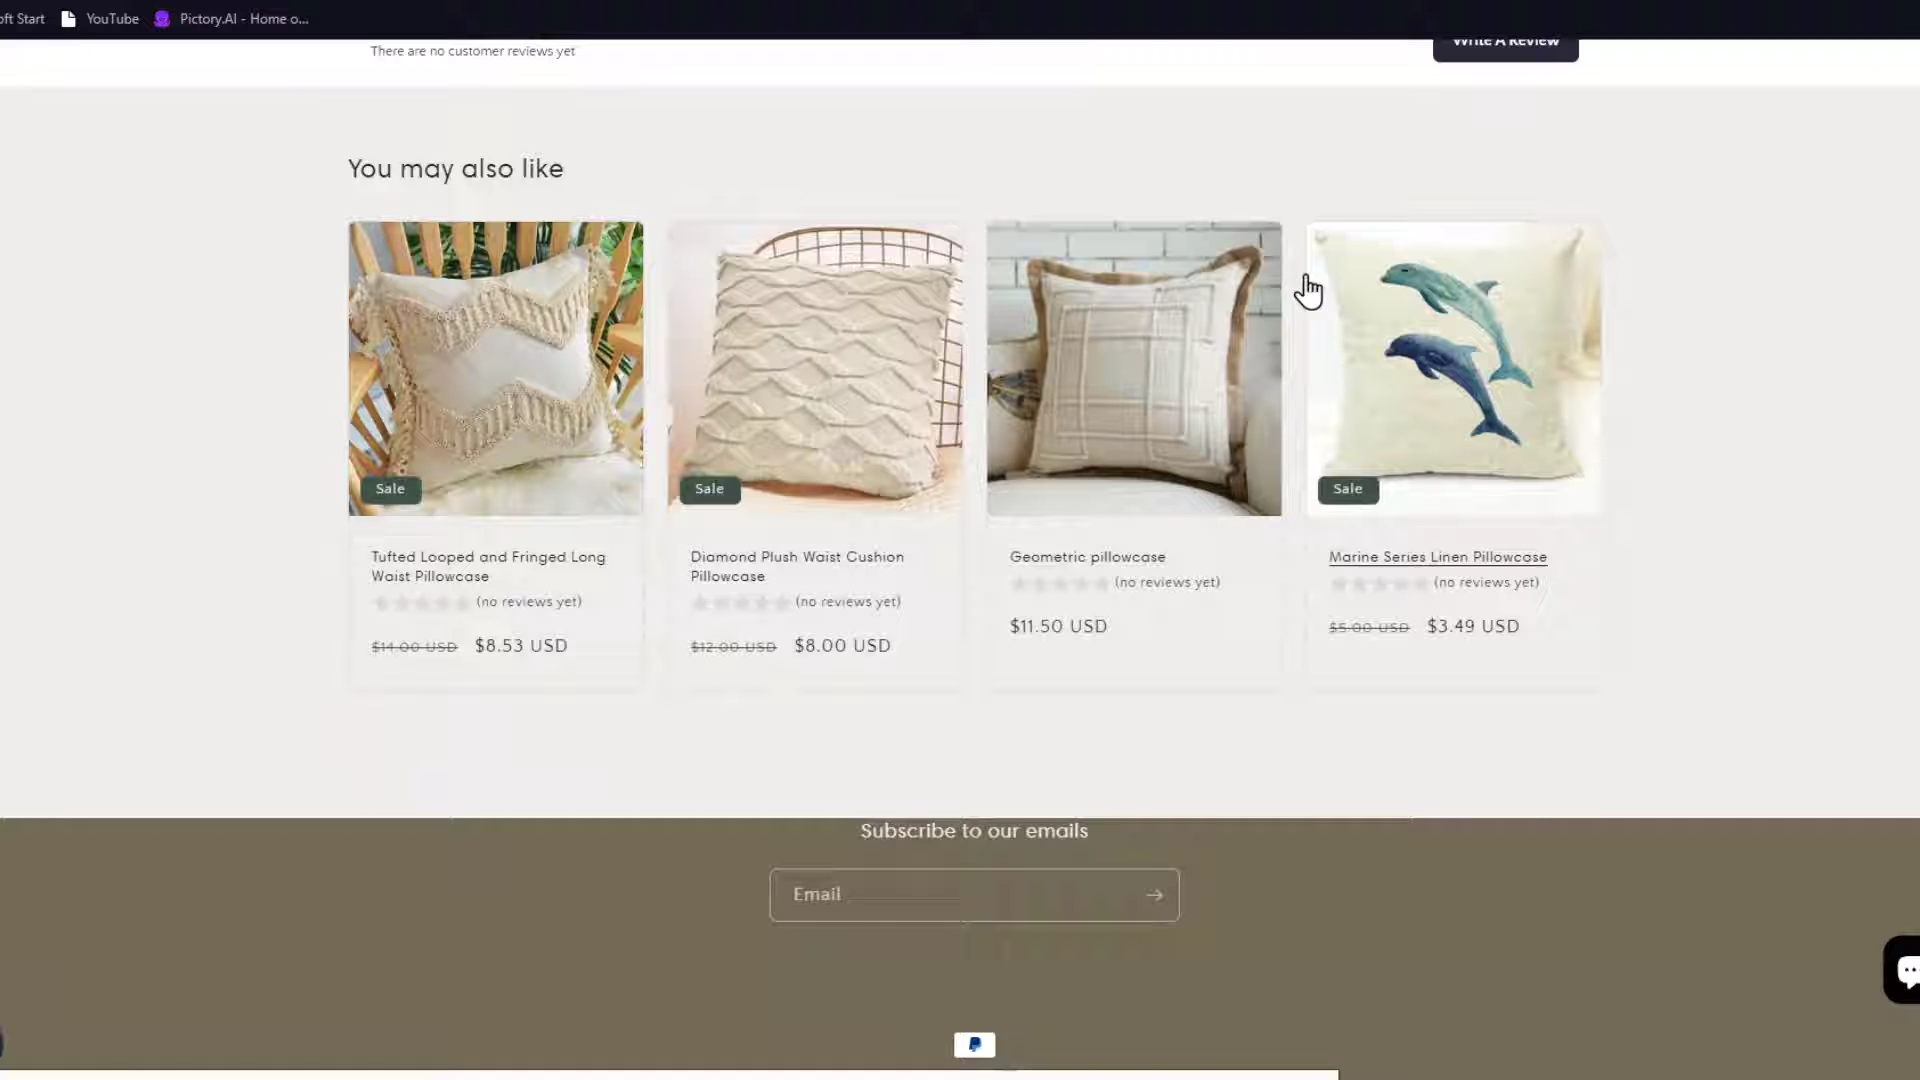 oft Start
YouTube
Pictory.AI - Home o...
There are no customer reviews yet
Write A Review
You may also like
Sale
Sale
Sale
Tufted Looped and Fringed Long
Waist Pillowcase
(no reviews yet)
$14.00 USD $8.53 USD
Diamond Plush Waist Cushion
Pillowcase
(no reviews yet)
$12.00 USD $8.00 USD
Geometric pillowcase
(no reviews yet)
$11.50 USD
Marine Series Linen Pillowcase
(no reviews yet)
$5.00 USD $3.49 USD
Subscribe to our emails
Email